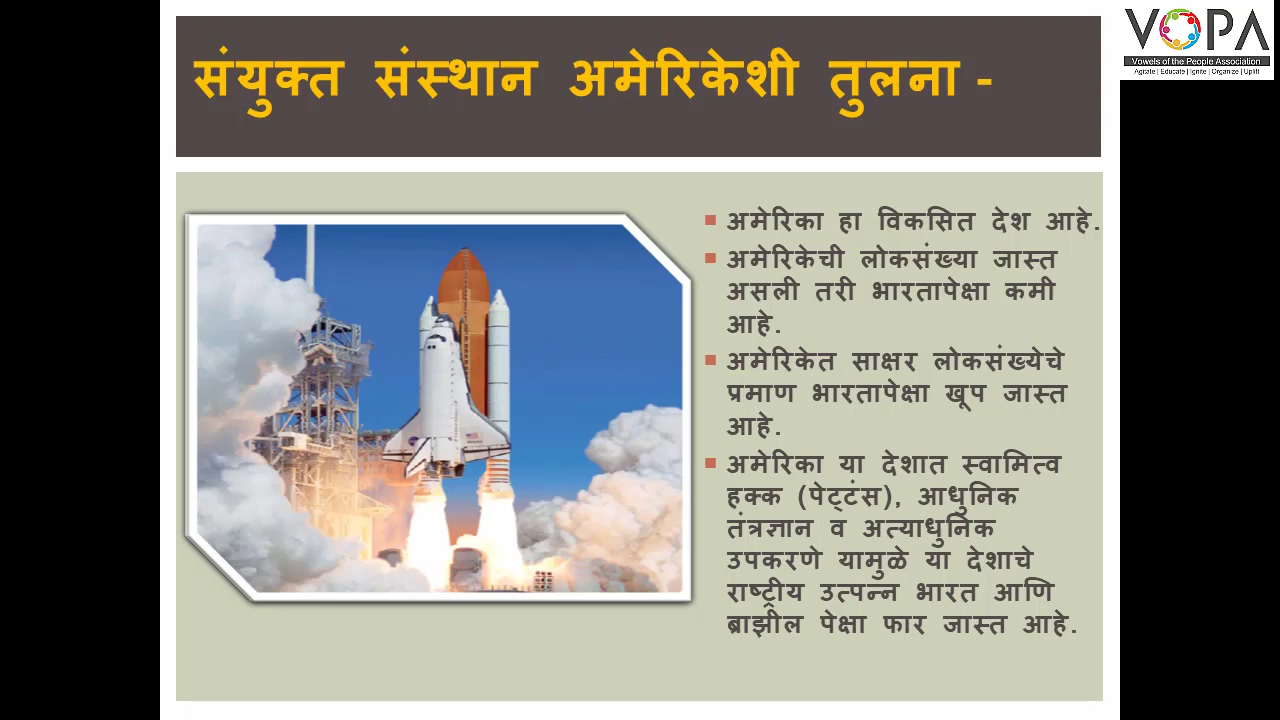 संयुक्त संस्थान अमेरिकेशी तुलना -
VOPA
Vowels of the People Association
Agitate | Educate | Ignite | Organize | Uplift
अमेरिका हा विकसित देश आहे.
अमेरिकेची लोकसंख्या जास्त
असली तरी भारतापेक्षा कमी
आहे.
अमेरिकेत साक्षर लोकसंख्येचे
प्रमाण भारतापेक्षा खूप जास्त
आहे.
अमेरिका या देशात स्वामित्व
हक्क (पेट्टंस), आधुनिक
तंत्रज्ञान व अत्याधुनिक
उपकरणे यामुळे या देशाचे
राष्ट्रीय उत्पन्न भारत आणि
ब्राझील पेक्षा फार जास्त आहे.